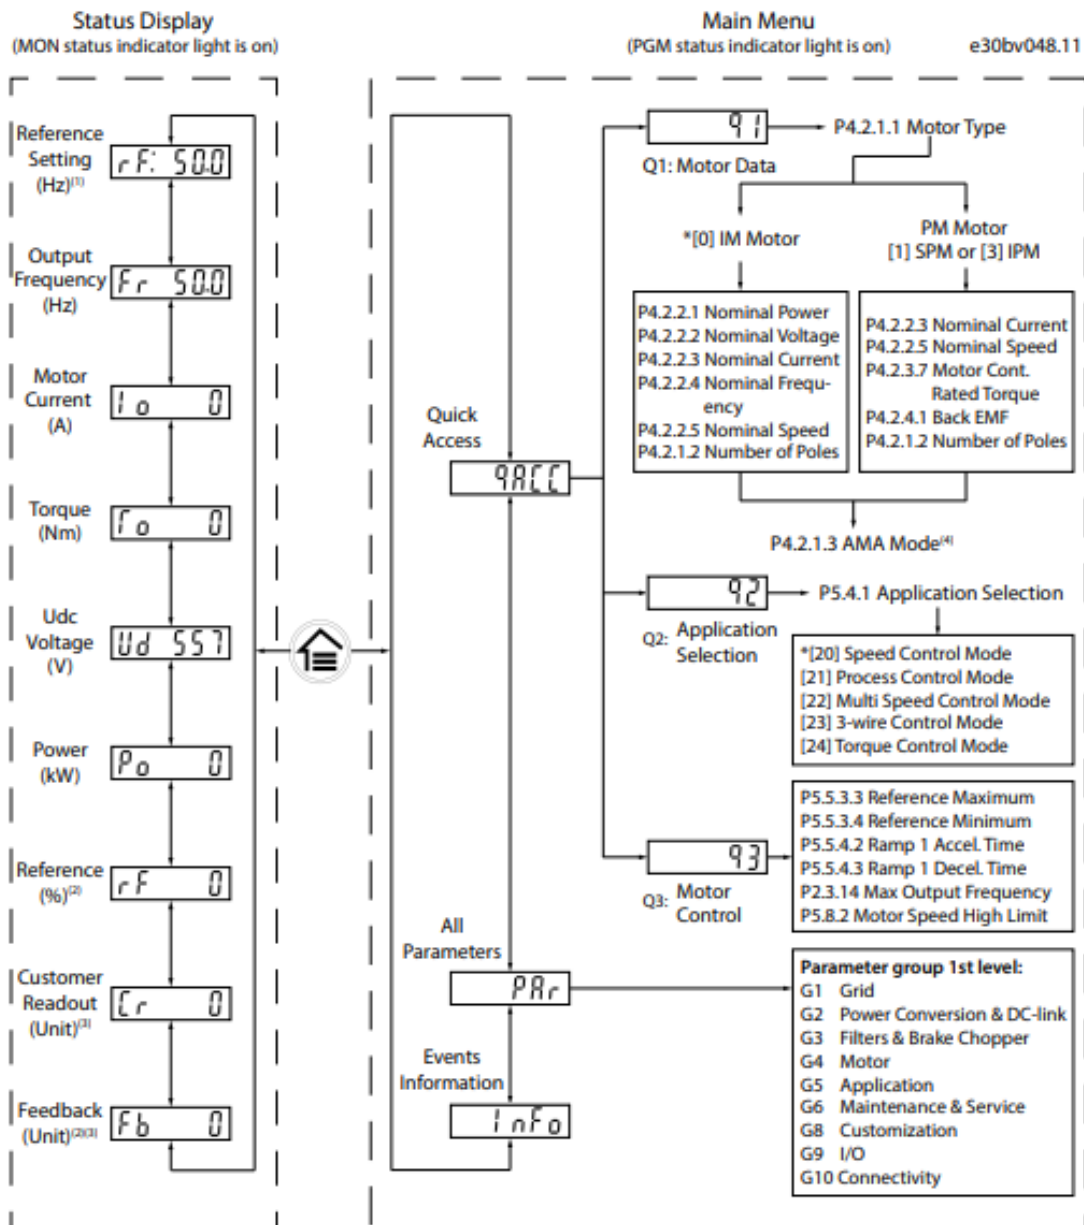 Status Display
(MON status indicator light is on)
Main Menu
(PGM status indicator light is on)
e30bv048.11
Reference
Setting
(Hz)(1)
rF: 50.0
Output
Frequency
(Hz)
Fr 50.0
Motor
Current
(A)
Io 0
Torque
(Nm)
To 0
Udc
Voltage
(V)
Ud 557
Power
(kW)
Po 0
Reference
(%)(2)
rF 0
Customer
Readout
(Unit)(3)
Cr 0
Feedback
(Unit)(2)(3)
Fb 0
Quick
Access
qACC
All
Parameters
PAr
Events
Information
InFo
q1
Q1: Motor Data
P4.2.1.1 Motor Type
*[0] IM Motor
PM Motor
[1] SPM or [3] IPM
P4.2.2.1 Nominal Power
P4.2.2.2 Nominal Voltage
P4.2.2.3 Nominal Current
P4.2.2.4 Nominal Frequ-
ency
P4.2.2.5 Nominal Speed
P4.2.1.2 Number of Poles
P4.2.2.3 Nominal Current
P4.2.2.5 Nominal Speed
P4.2.3.7 Motor Cont.
Rated Torque
P4.2.4.1 Back EMF
P4.2.1.2 Number of Poles
P4.2.1.3 AMA Mode(4)
q2
Q2: Application
Selection
P5.4.1 Application Selection
*[20] Speed Control Mode
[21] Process Control Mode
[22] Multi Speed Control Mode
[23] 3-wire Control Mode
[24] Torque Control Mode
q3
Q3: Motor
Control
P5.5.3.3 Reference Maximum
P5.5.3.4 Reference Minimum
P5.5.4.2 Ramp 1 Accel. Time
P5.5.4.3 Ramp 1 Decel. Time
P2.3.14 Max Output Frequency
P5.8.2 Motor Speed High Limit
Parameter group 1st level:
G1 Grid
G2 Power Conversion & DC-link
G3 Filters & Brake Chopper
G4 Motor
G5 Application
G6 Maintenance & Service
G8 Customization
G9 I/O
G10 Connectivity